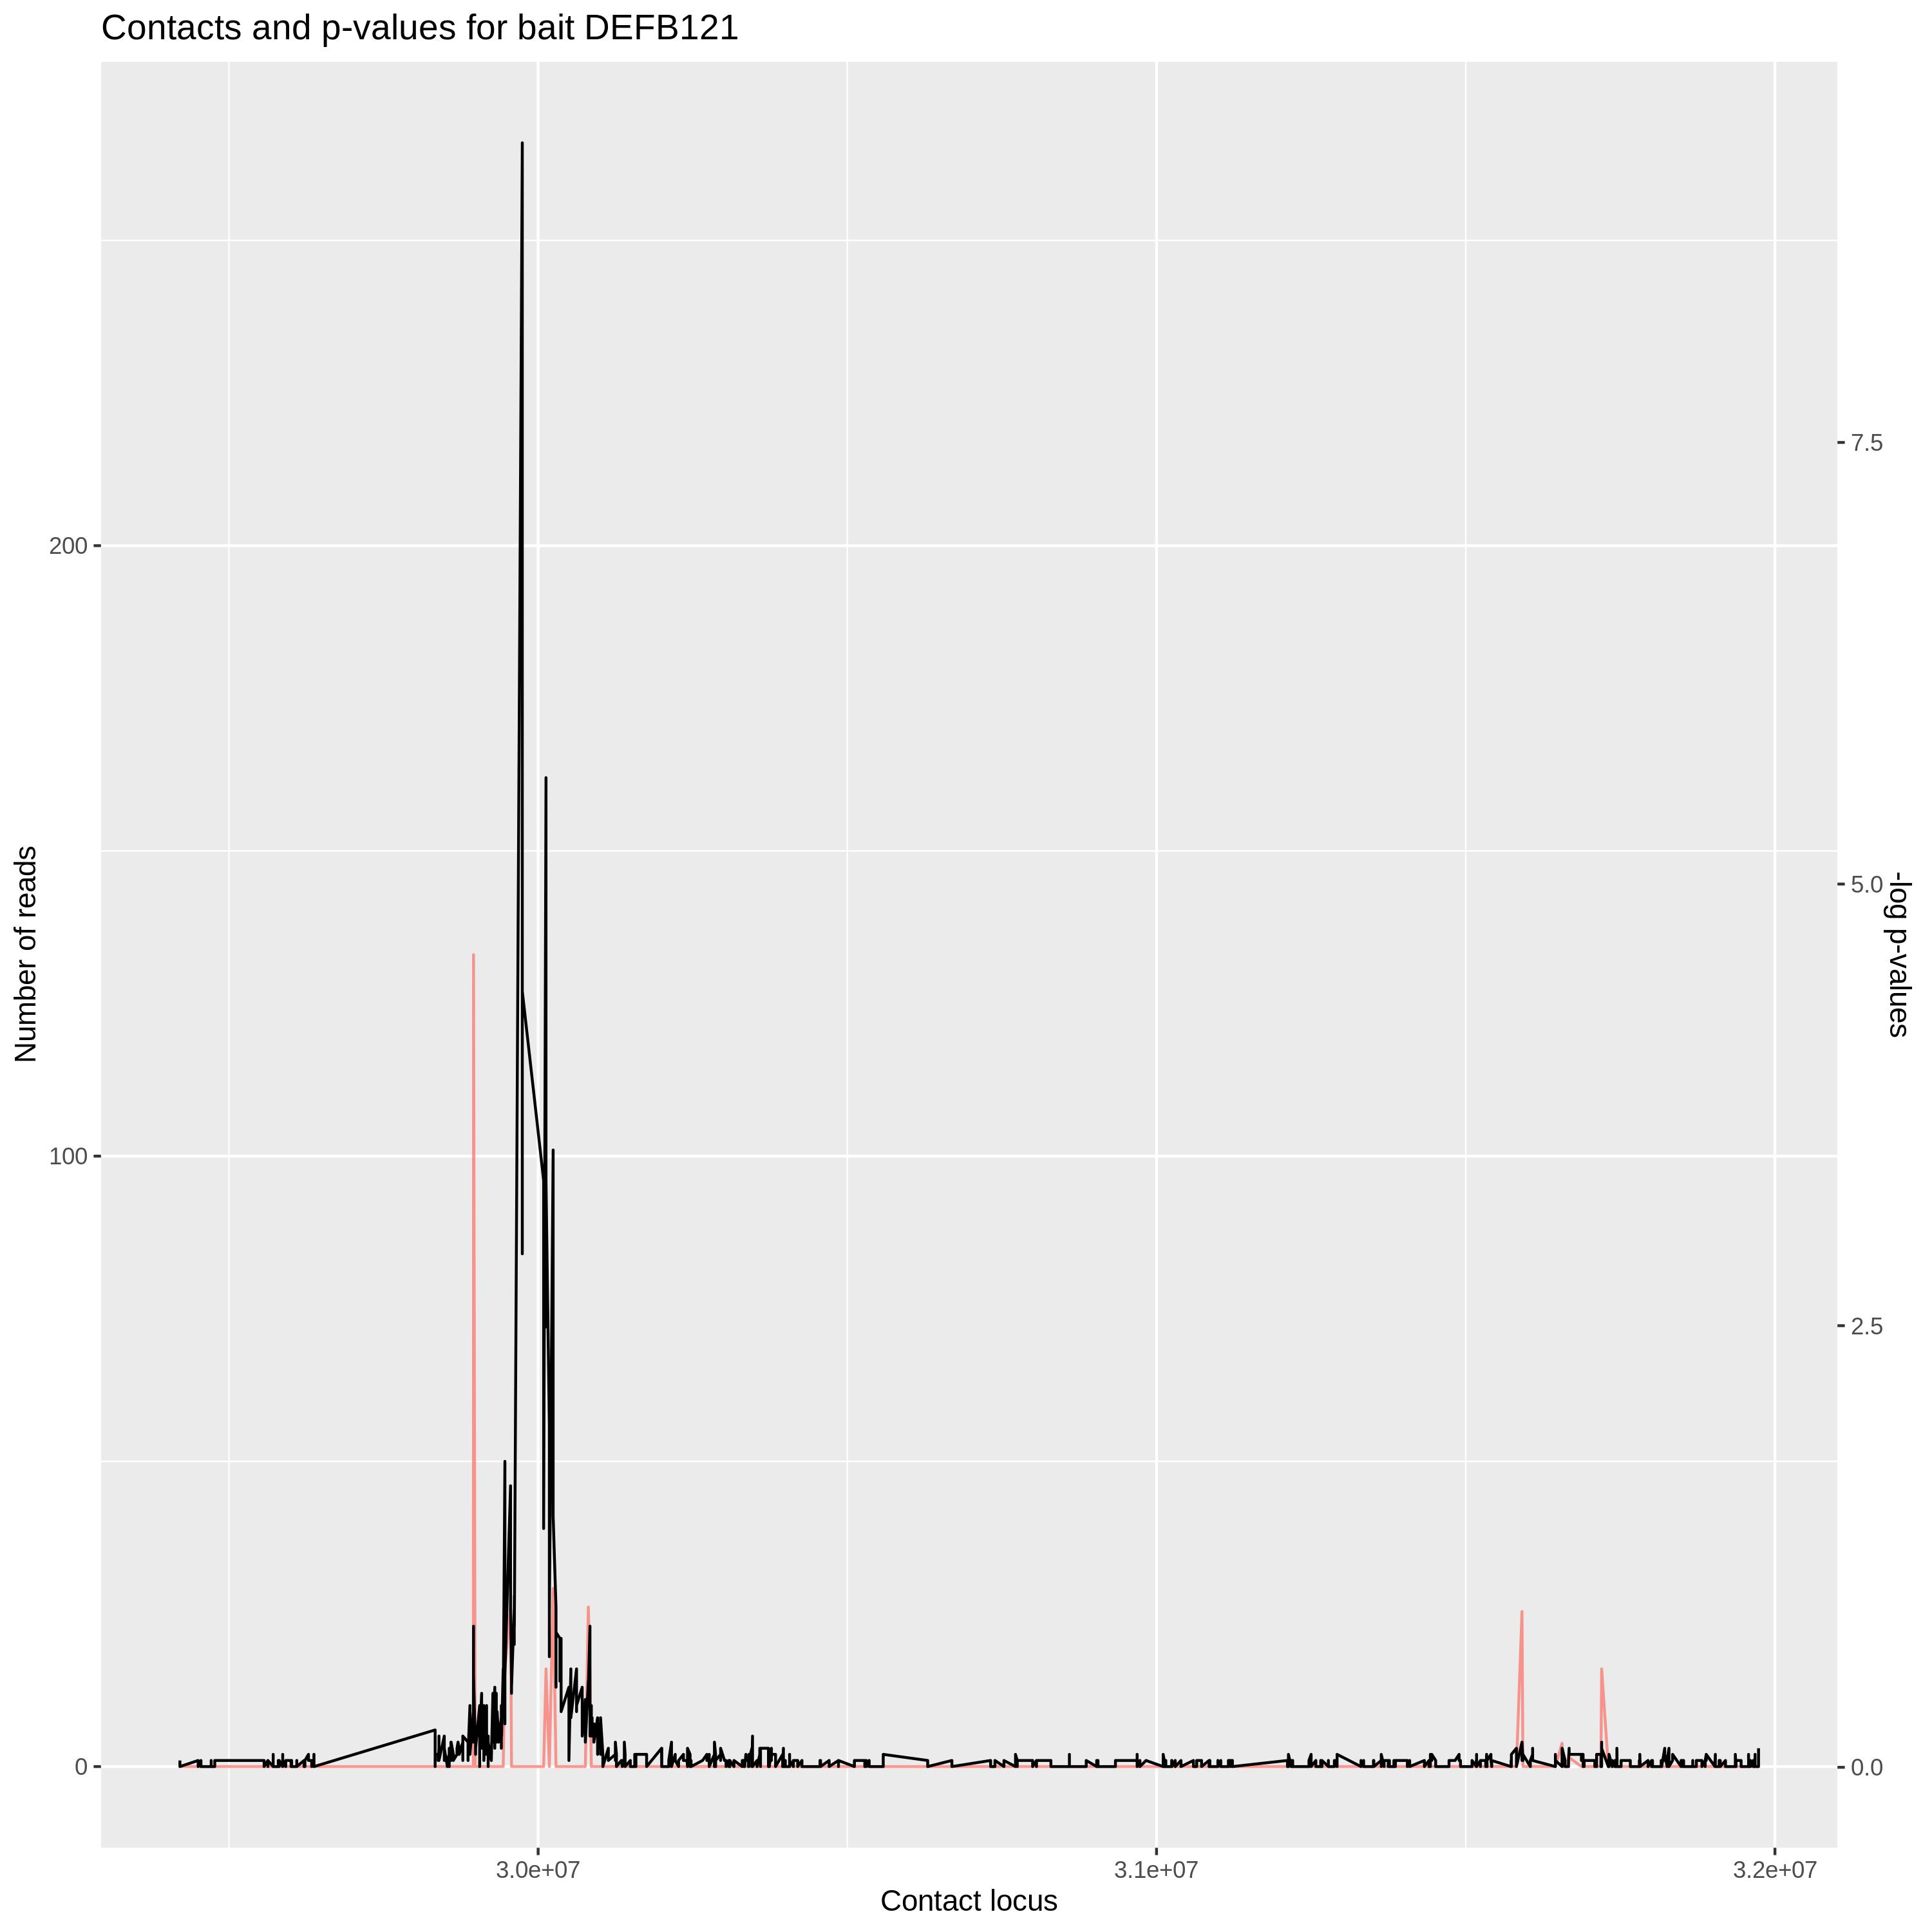 Contacts and p-values for bait DEFB121
Number of reads
200
100
0
7.5
5.0
2.5
0.0
-log p-values
3.0e+07
3.1e+07
3.2e+07
Contact locus